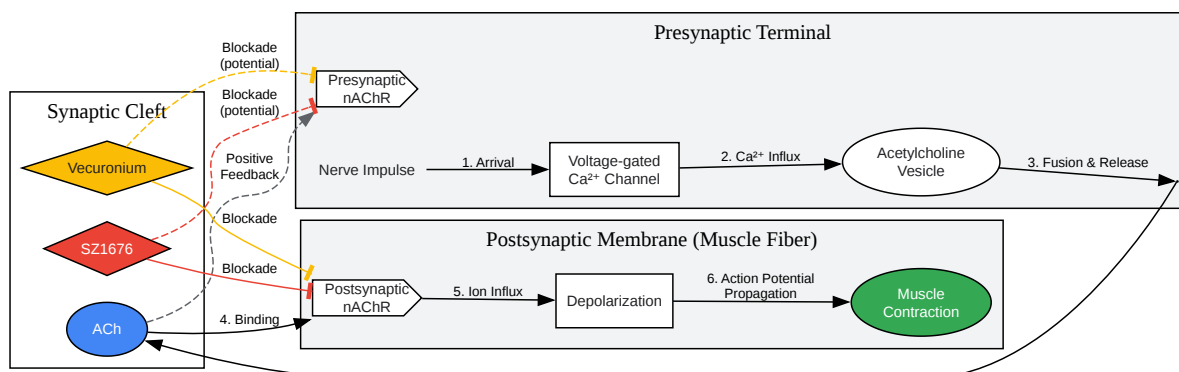 Presynaptic Terminal
Blockade
(potential)
Presynaptic
nAChR
Blockade
(potential)
Synaptic Cleft
Vecuronium
Positive
Feedback
Nerve Impulse
1. Arrival
Voltage-gated
Ca²⁺ Channel
2. Ca²⁺ Influx
Acetylcholine
Vesicle
3. Fusion & Release
Blockade
Postsynaptic Membrane (Muscle Fiber)
SZ1676
Blockade
Postsynaptic
nAChR
5. Ion Influx
Depolarization
6. Action Potential
Propagation
Muscle
Contraction
ACh
4. Binding